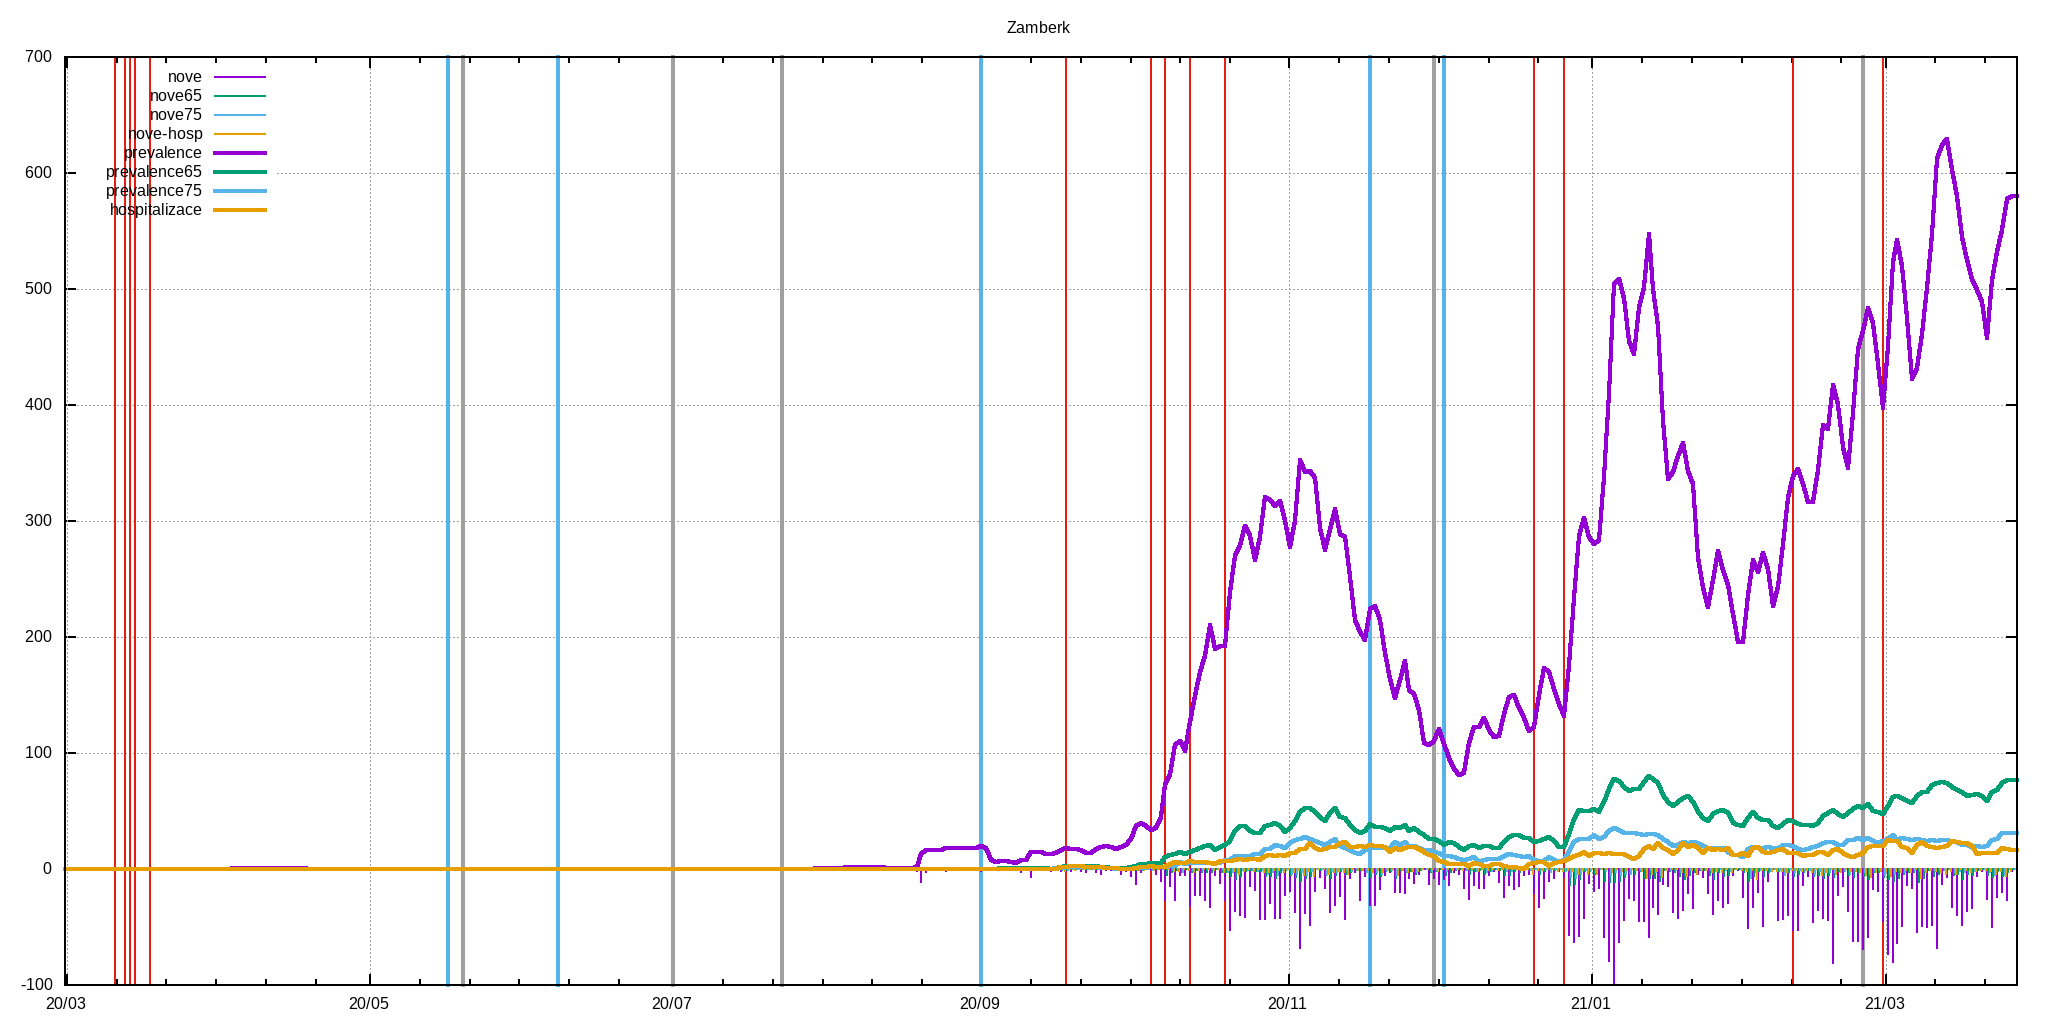 Zamberk
700
600
500
400
300
200
100
0
-100
nove
nove65
nove75
nove-hosp
prevalence
prevalence65
prevalence75
hospitalizace
20/03 20/05 20/07 20/09 20/11 21/01 21/03